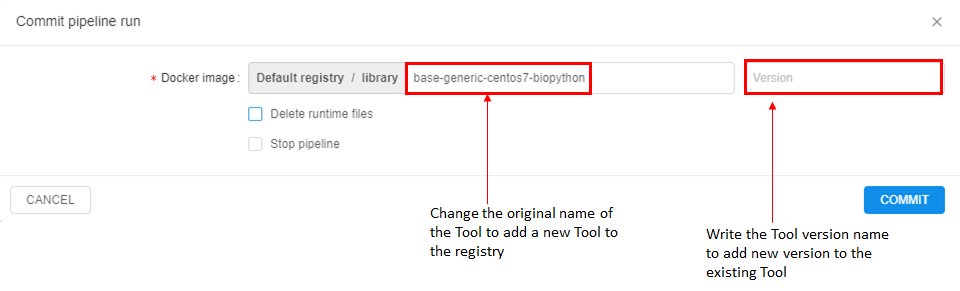 Commit pipeline run
* Docker image : Default registry / library base-generic-centos7-biopython Version
Delete runtime files
Stop pipeline
CANCEL COMMIT
Change the original name of
the Tool to add a new Tool to
the registry
Write the Tool version name
to add new version to the
existing Tool